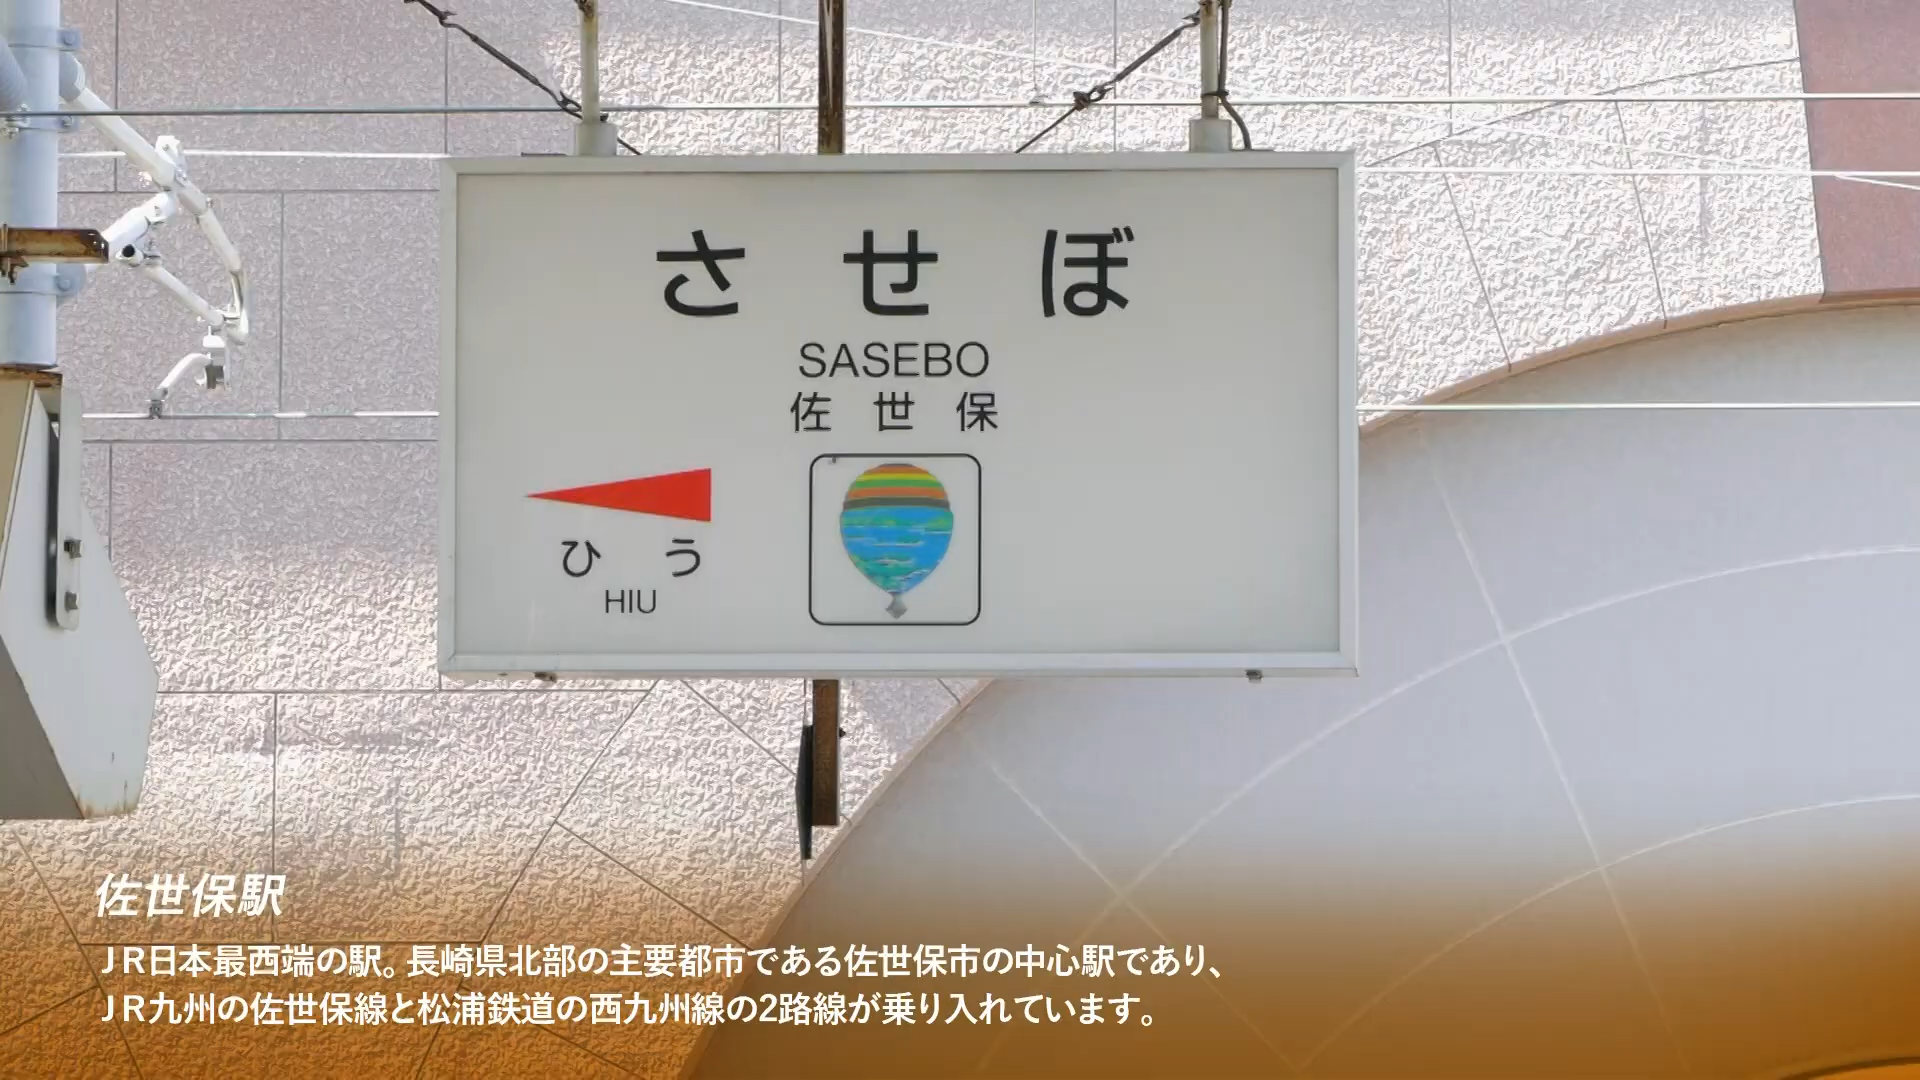 さ せ ぼ
SASEBO
佐 世 保
ひ う
HIU
佐世保駅
JR日本最西端の駅。長崎県北部の主要都市である佐世保市の中心駅であり、
JR九州の佐世保線と松浦鉄道の西九州線の2路線が乗り入れています。